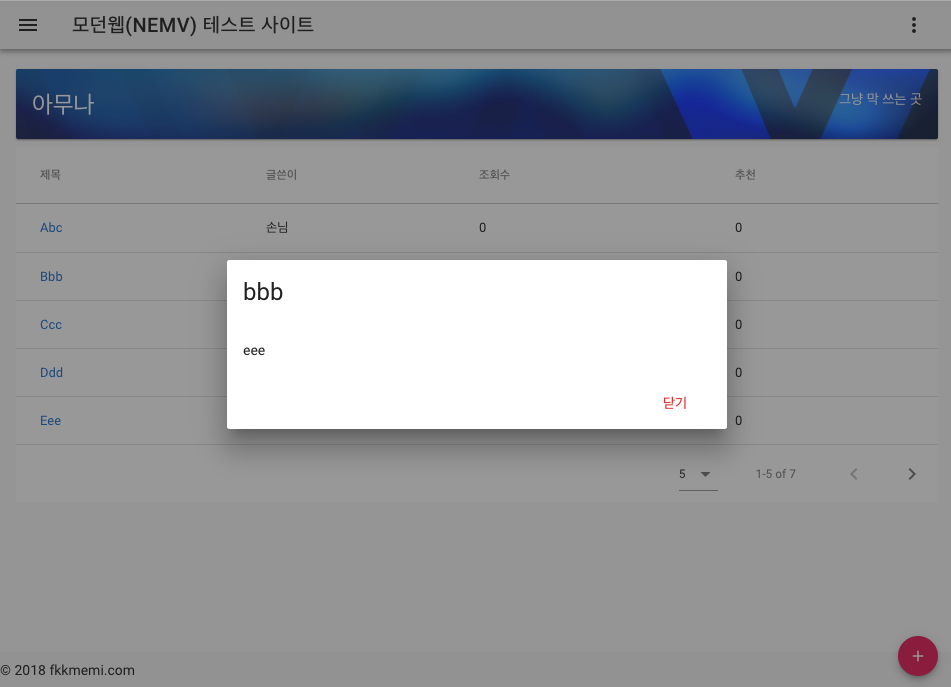 모던웹(NEMV) 테스트 사이트
아무나
그냥 막 쓰는 곳
제목 글쓴이 조회수 추천
Abc 손님 0 0
Bbb 0
bbb
Ccc 0
eee
Ddd 0
닫기
Eee 0
5 1-5 of 7
© 2018 fkkmemi.com
+